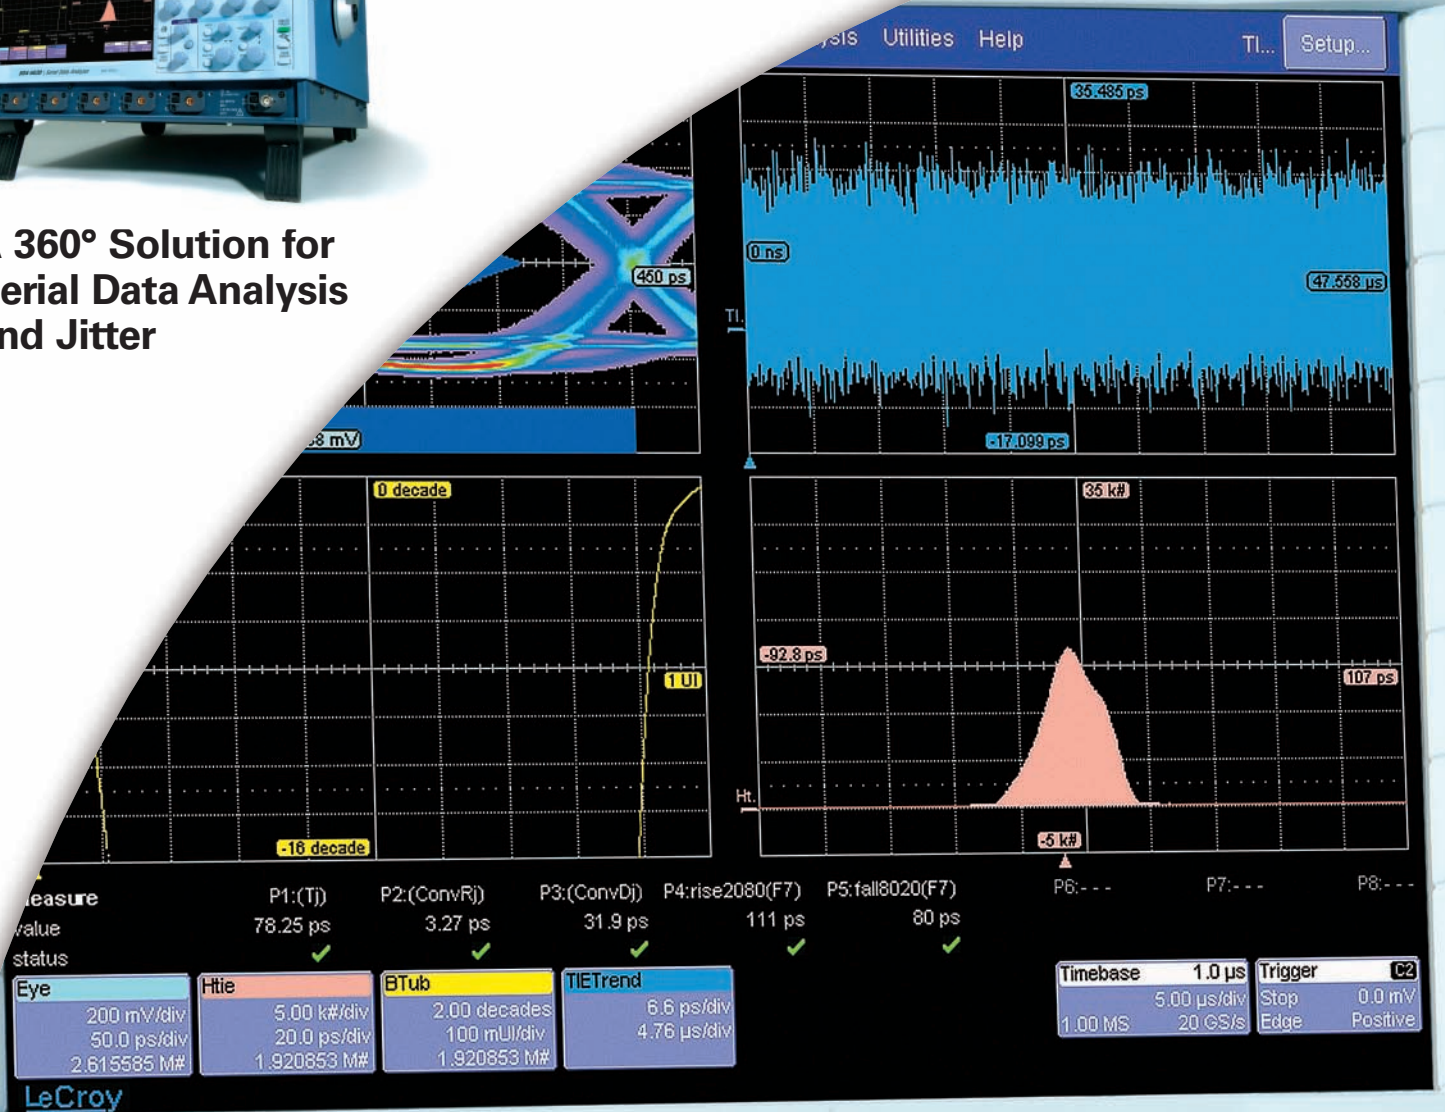 360° Solution for
erial Data Analysis
nd Jitter
Utilities Help
TI... Setup...
35.485 ps
0 ns
47.558 µs
-17.099 ps
TI.
450 ps
8 mV
0 decade
1 UI
-16 decade
35 k#
-92.8 ps
107 ps
-5 k#
Ht.
easure P1:(Tj) P2:(ConvRj) P3:(ConvDj) P4:rise2080(F7) P5:fall8020(F7) P6:- - - P7:- - - P8:- - -
value 78.25 ps 3.27 ps 31.9 ps 111 ps 80 ps
status
Eye
200 mV/div
50.0 ps/div
2.615585 M#
Htie
5.00 k#/div
20.0 ps/div
1.920853 M#
BTub
2.00 decades
100 mUI/div
1.920853 M#
TIETrend
6.6 ps/div
4.76 µs/div
Timebase 1.0 µs
5.00 µs/div
1.00 MS 20 GS/s
Trigger C2
Stop 0.0 mV
Edge Positive
LeCroy